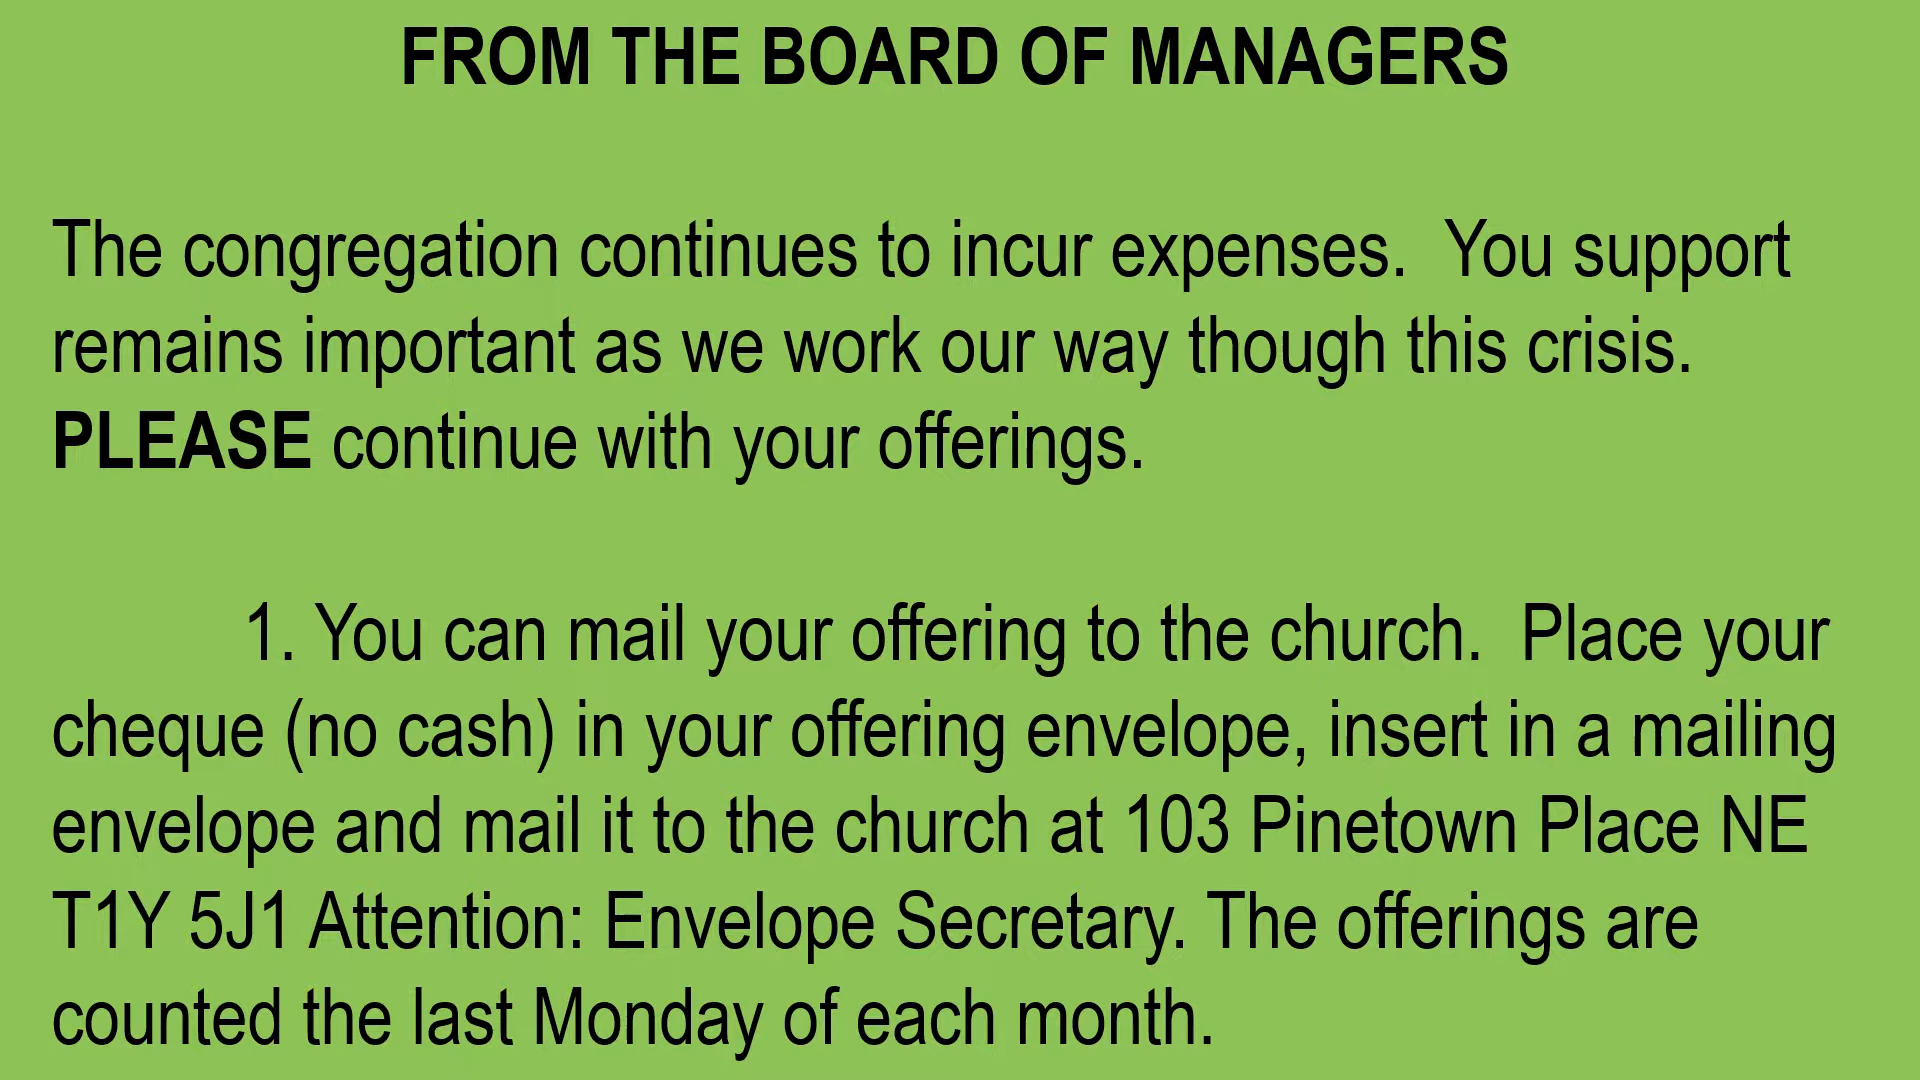 FROM THE BOARD OF MANAGERS
The congregation continues to incur expenses.  You support
remains important as we work our way though this crisis.
PLEASE continue with your offerings.
1. You can mail your offering to the church.  Place your
cheque (no cash) in your offering envelope, insert in a mailing
envelope and mail it to the church at 103 Pinetown Place NE
T1Y 5J1 Attention: Envelope Secretary. The offerings are
counted the last Monday of each month.